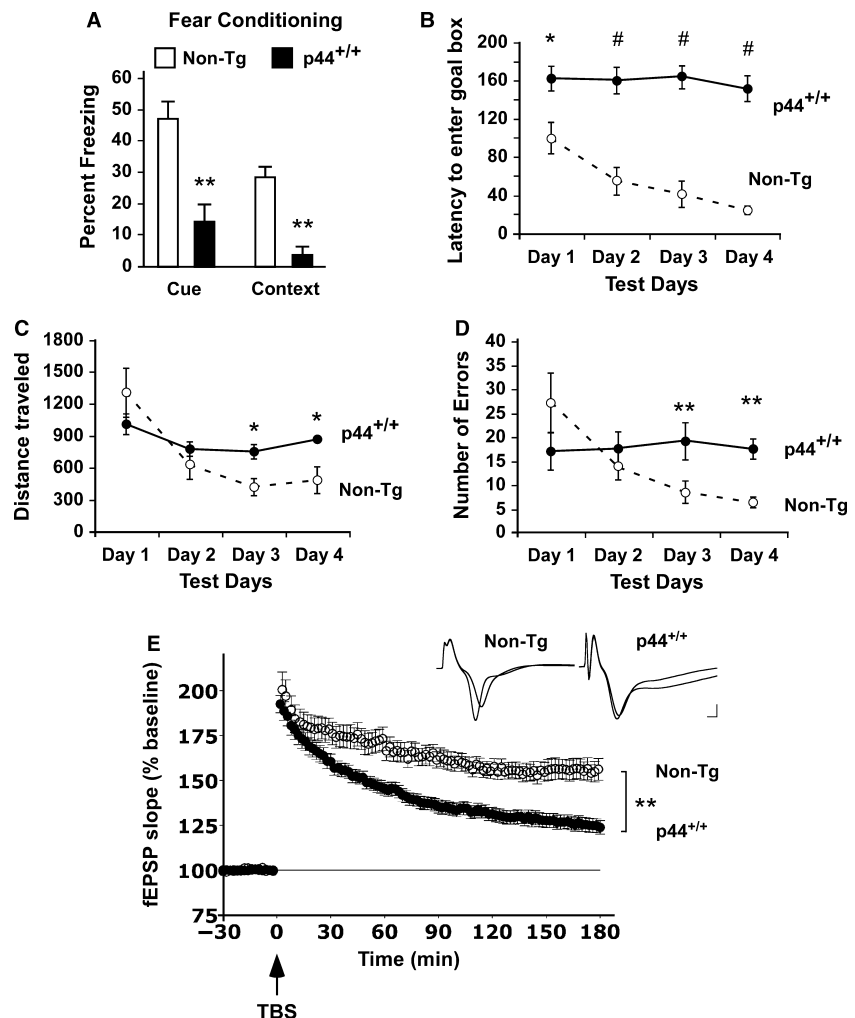 A
Fear Conditioning
Non-Tg p44+/+
Percent Freezing
60
50
40
30
20
10
0
**
**
Cue Context
B
Latency to enter goal box
200
160
120
80
40
0
* # # #
p44+/+
Non-Tg
Day 1 Day 2 Day 3 Day 4
Test Days
C
Distance traveled
1800
1500
1200
900
600
300
0
* *
p44+/+
Non-Tg
Day 1 Day 2 Day 3 Day 4
Test Days
D
Number of Errors
40
35
30
25
20
15
10
5
0
** **
p44+/+
Non-Tg
Day 1 Day 2 Day 3 Day 4
Test Days
E
Non-Tg p44+/+
fEPSP slope (% baseline)
200
175
150
125
100
75
Non-Tg
**
p44+/+
−30 0 30 60 90 120 150 180
Time (min)
TBS